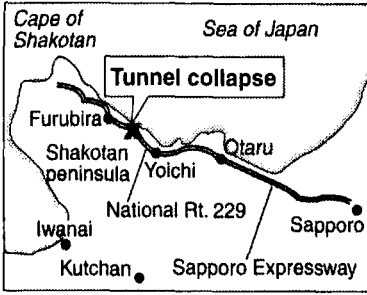 Cape of
Shakotan
Sea of Japan
Tunnel collapse
Furubira
Shakotan
peninsula
Yoichi
Otaru
National Rt. 229
Iwanai
Sapporo
Kutchan
Sapporo Expressway